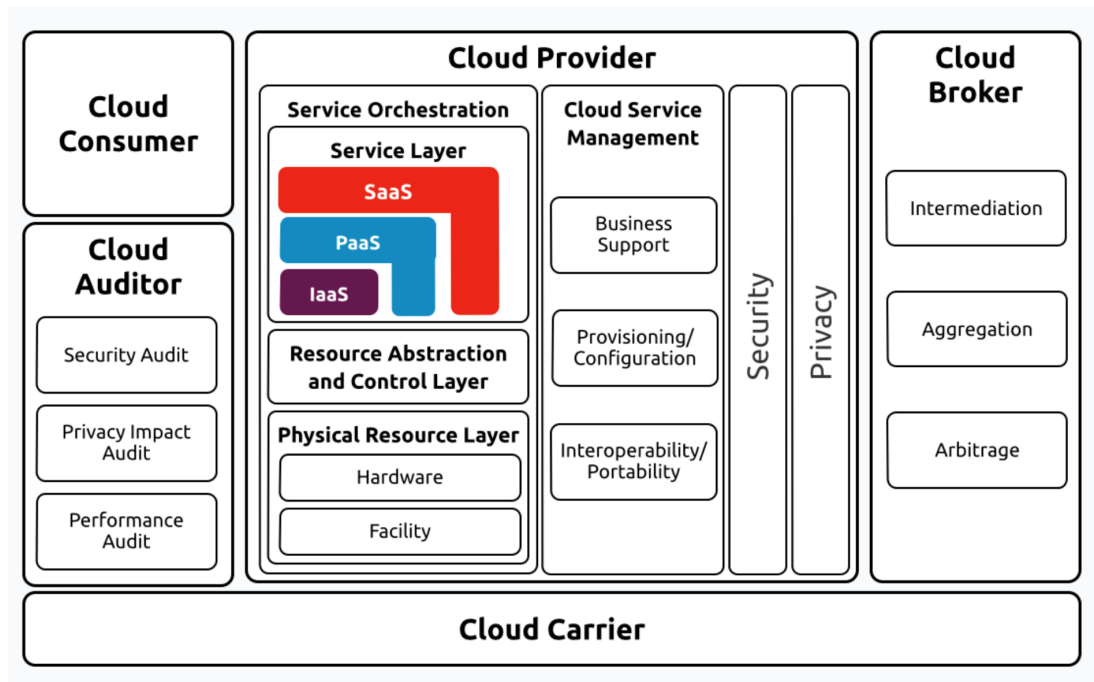 Cloud
Consumer
Cloud
Auditor
Security Audit
Privacy Impact
Audit
Performance
Audit
Cloud Provider
Service Orchestration
Service Layer
SaaS
PaaS
IaaS
Resource Abstraction
and Control Layer
Physical Resource Layer
Hardware
Facility
Cloud Service
Management
Business
Support
Provisioning/
Configuration
Interoperability/
Portability
Security
Privacy
Cloud
Broker
Intermediation
Aggregation
Arbitrage
Cloud Carrier